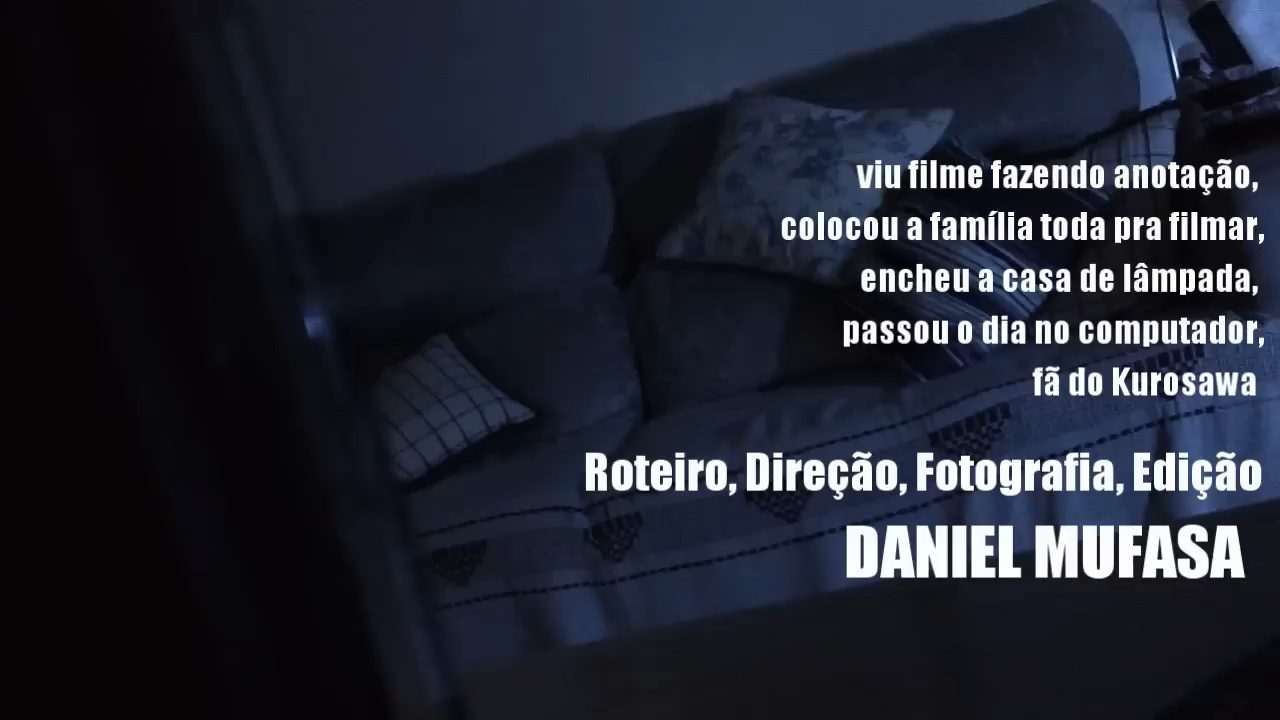 viu filme fazendo anotação,
colocou a família toda pra filmar,
encheu a casa de lâmpada,
passou o dia no computador,
fã do Kurosawa
Roteiro, Direção, Fotografia, Edição
DANIEL MUFASA